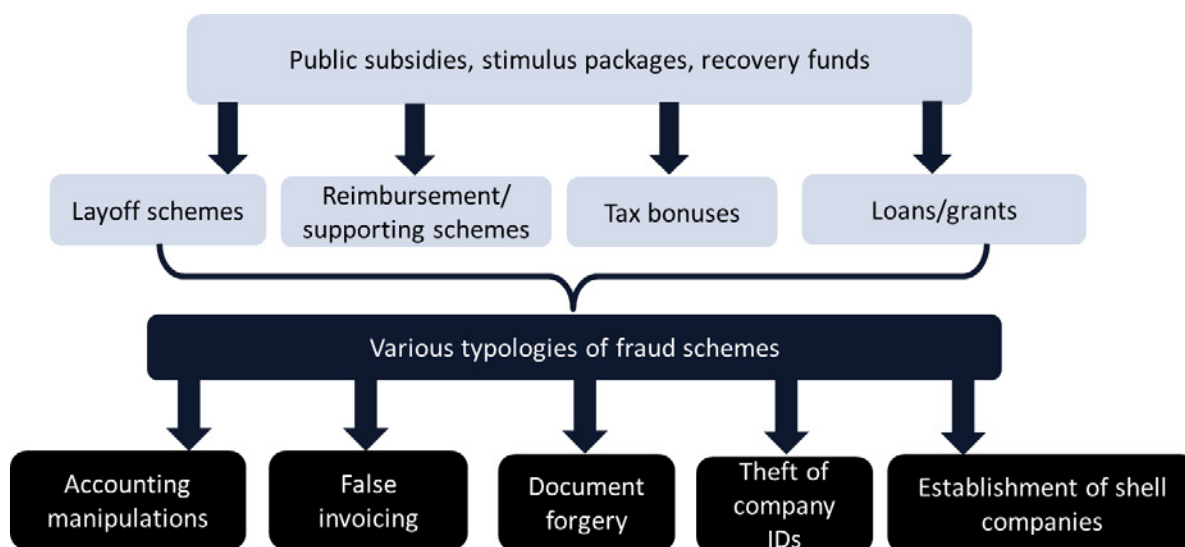 Public subsidies, stimulus packages, recovery funds
Layoff schemes
Reimbursement/
supporting schemes
Tax bonuses
Loans/grants
Various typologies of fraud schemes
Accounting
manipulations
False
invoicing
Document
forgery
Theft of
company
IDs
Establishment of shell
companies